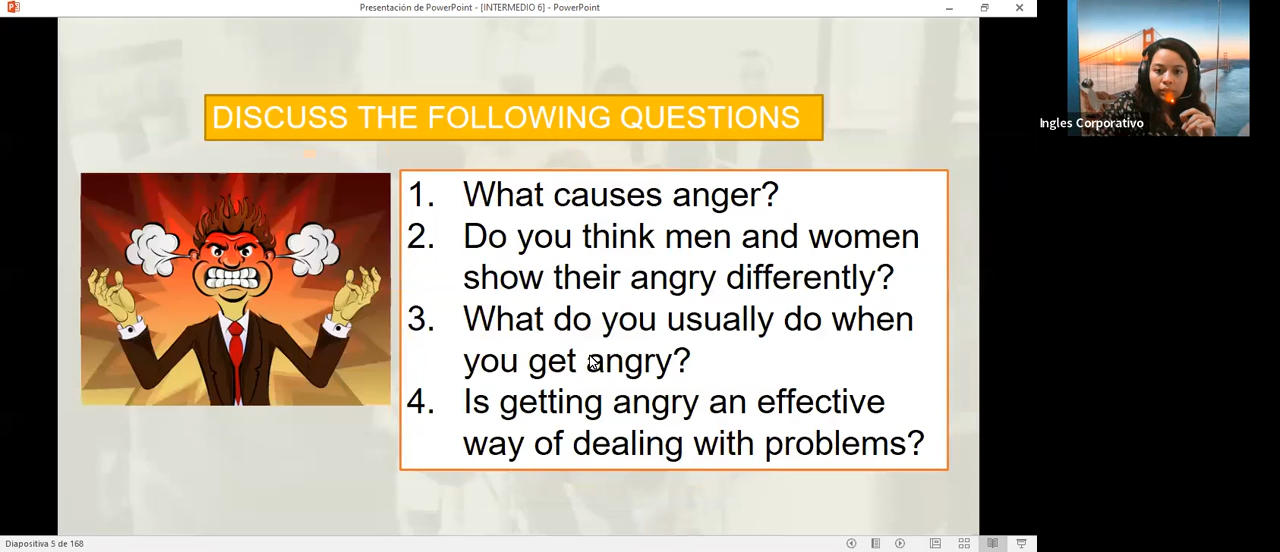 Presentación de PowerPoint - [INTERMEDIO 6] - PowerPoint
DISCUSS THE FOLLOWING QUESTIONS
1. What causes anger?
2. Do you think men and women
show their angry differently?
3. What do you usually do when
you get angry?
4. Is getting angry an effective
way of dealing with problems?
Ingles Corporativo
Diapositiva 5 de 168